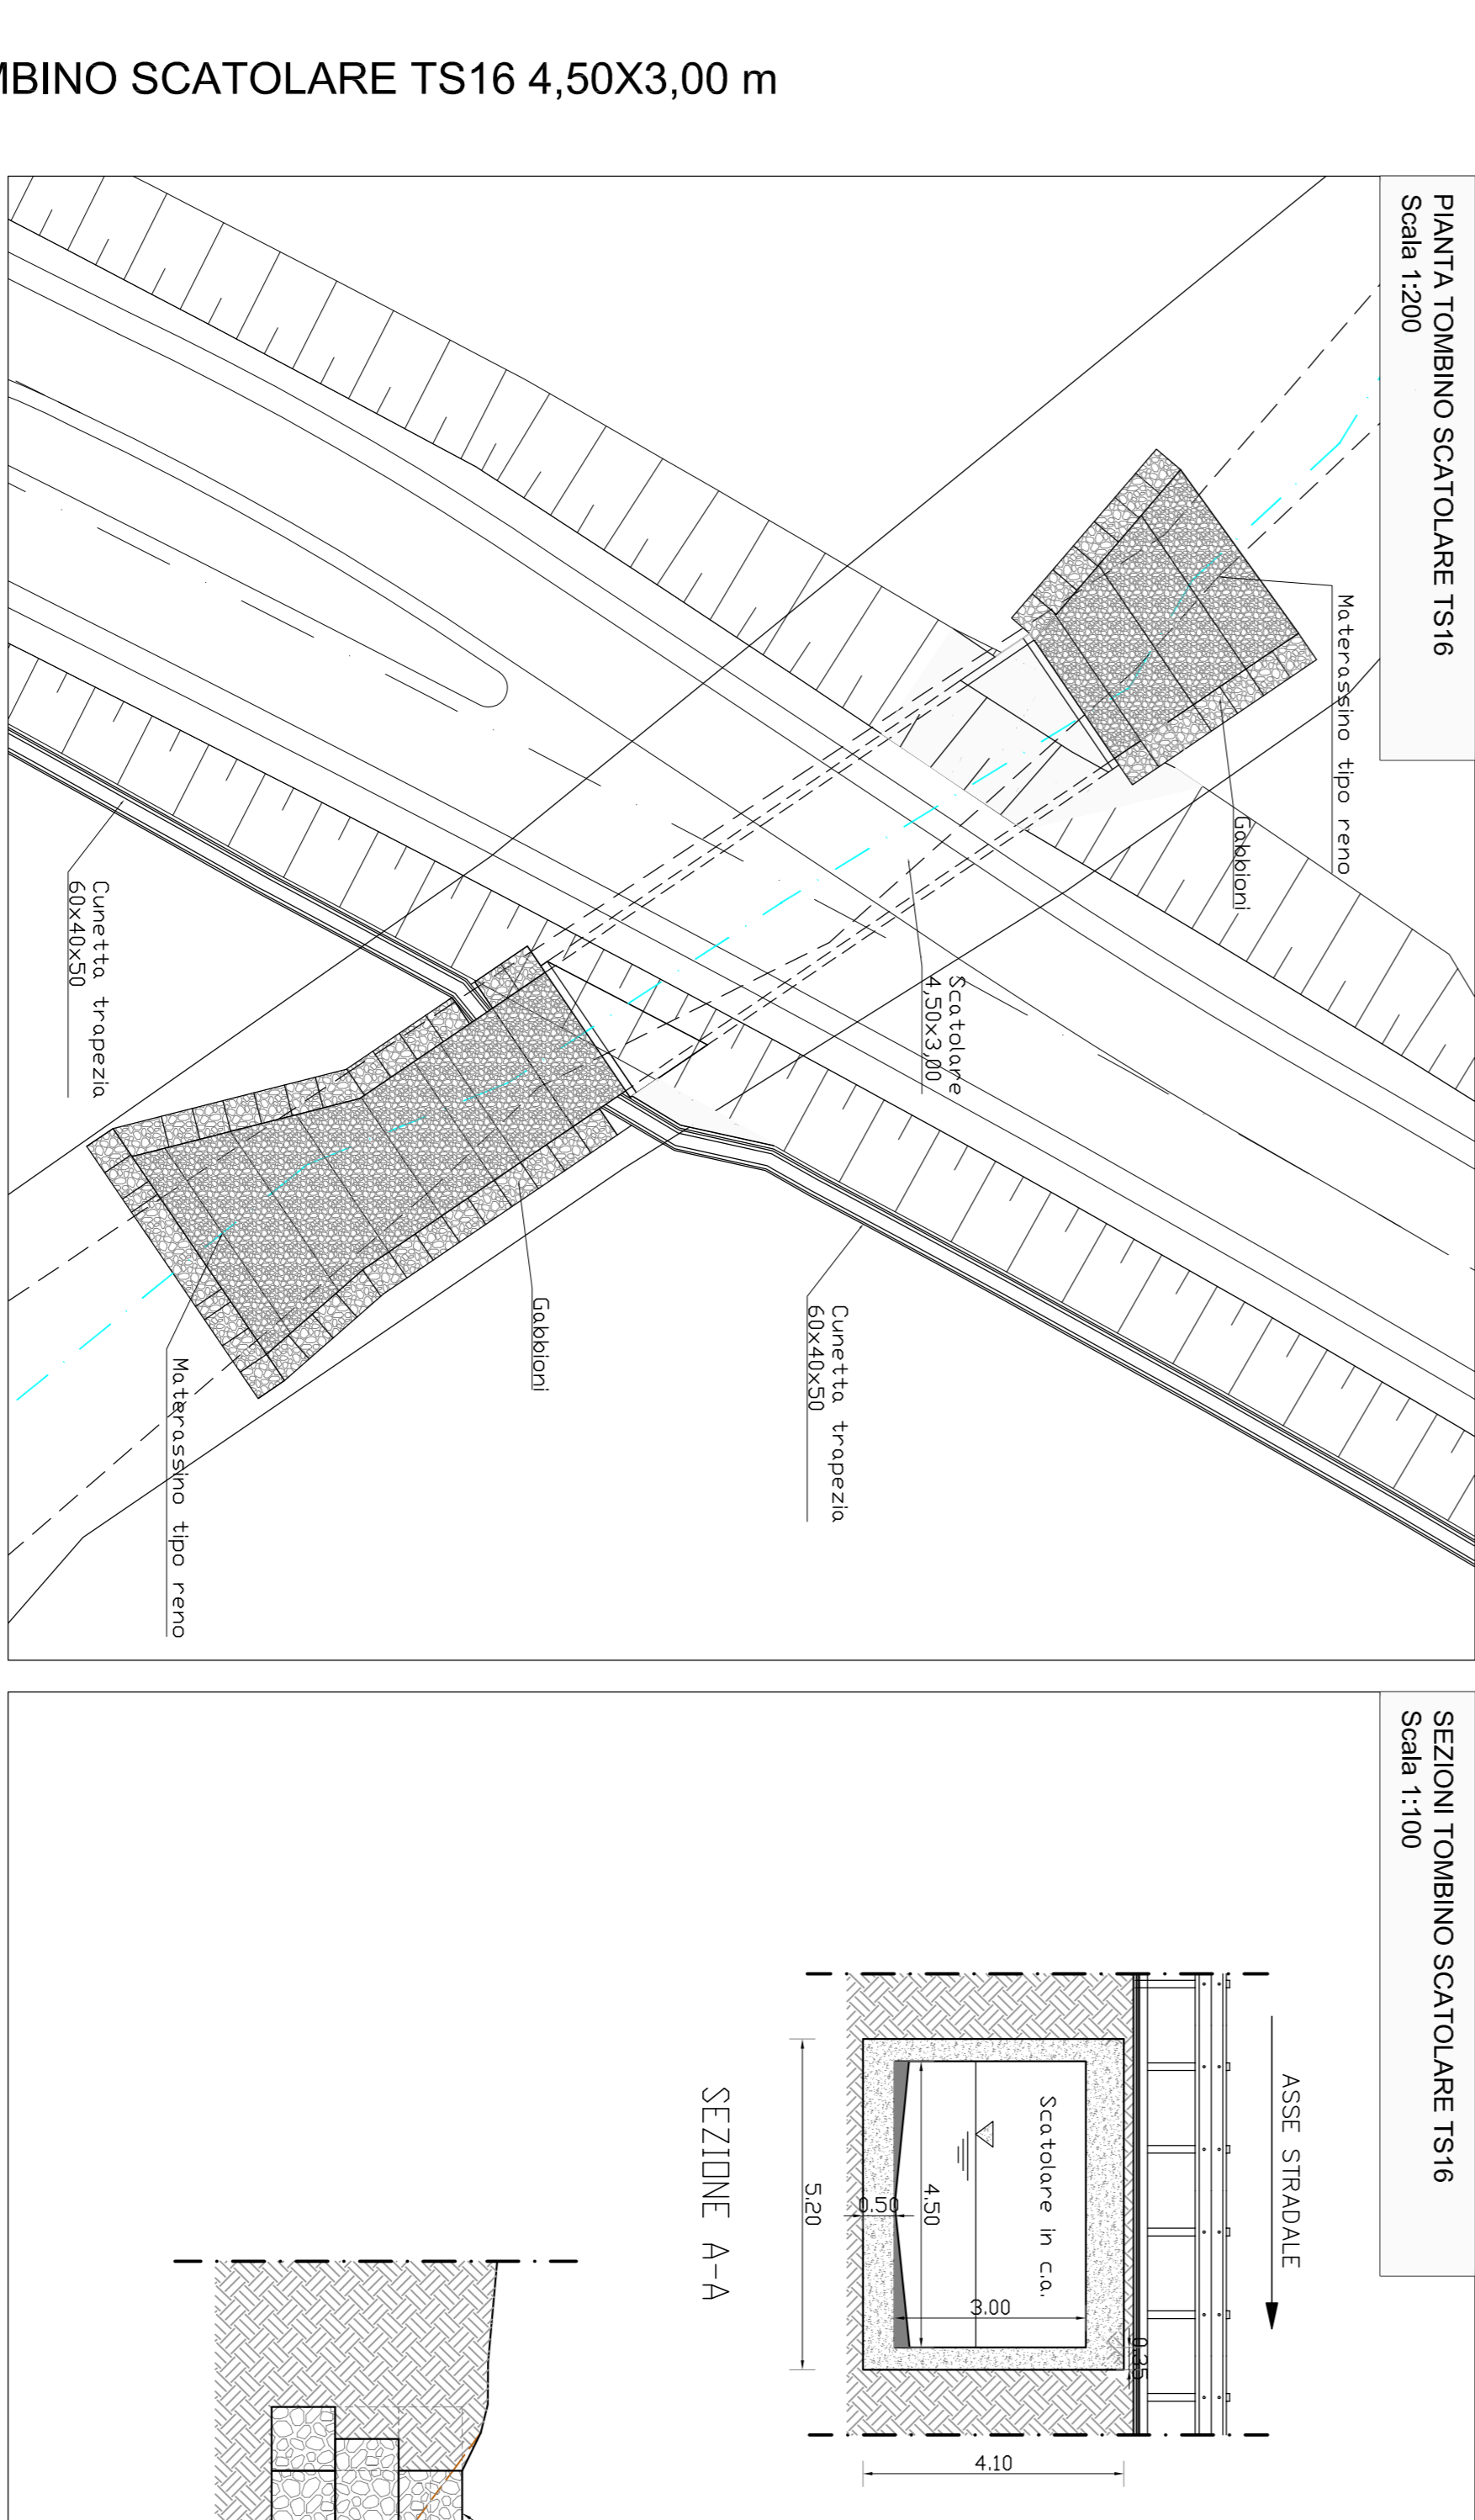 MBINO SCATOLARE TS16 4,50X3,00 m
PIANTA TOMBINO SCATOLARE TS16
Scala 1:200
Materassino tipo reno
Gabbioni
Scatolare
4,50x3,00
Cunetta trapezia
60x40x50
Cunetta trapezia
60x40x50
Gabbioni
Materassino tipo reno
SEZIONI TOMBINO SCATOLARE TS16
Scala 1:100
ASSE STRADALE
Scatolare in c.a.
0.35
3.00
4.50
0.50
5.20
4.10
SEZIONE A-A